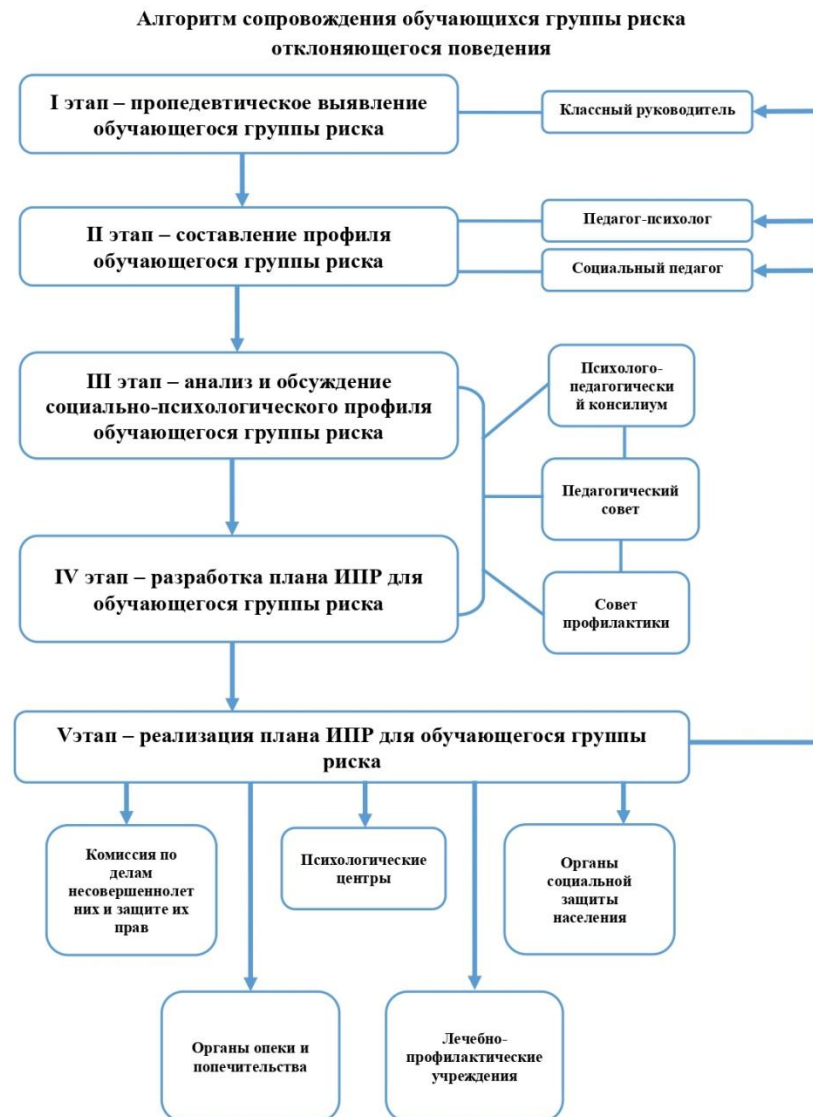 Алгоритм сопровождения обучающихся группы риска
отклоняющегося поведения
I этап – пропедевтическое выявление
обучающегося группы риска
Классный руководитель
II этап – составление профиля
обучающегося группы риска
Педагог-психолог
Социальный педагог
III этап – анализ и обсуждение
социально-психологического профиля
обучающегося группы риска
Психолого-
педагогически
й консилиум
Педагогический
совет
IV этап – разработка плана ИПР для
обучающегося группы риска
Совет
профилактики
Vэтап – реализация плана ИПР для обучающегося группы
риска
Комиссия по
делам
несовершеннолет
них и защите их
прав
Психологические
центры
Органы
социальной
защиты
населения
Органы опеки и
попечительства
Лечебно-
профилактические
учреждения